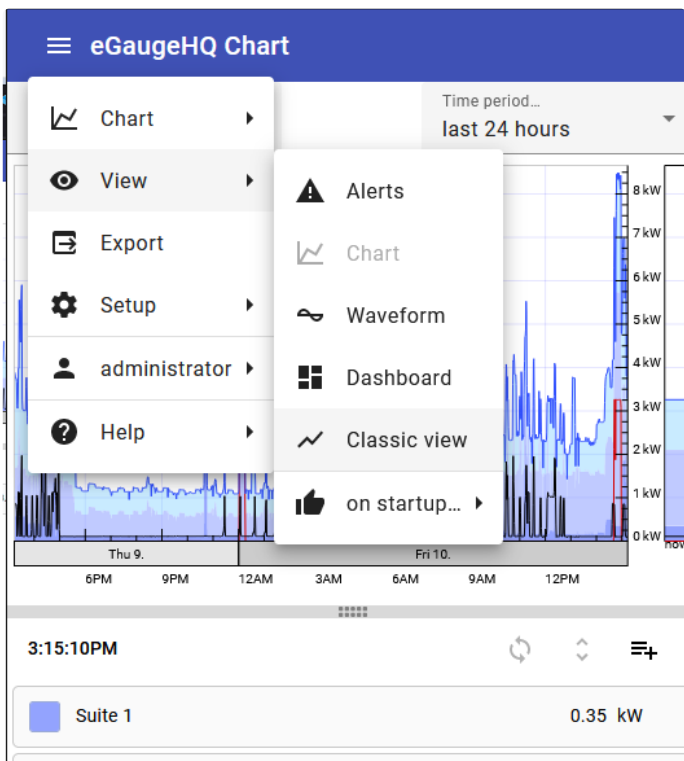 eGaugeHQ Chart
Time period…
last 24 hours
Chart
View
Export
Setup
administrator
Help
Alerts
Chart
Waveform
Dashboard
Classic view
on startup…
8 kW
7 kW
6 kW
5 kW
4 kW
3 kW
2 kW
1 kW
0 kW
now
Thu 9.
Fri 10.
6PM
9PM
12AM
3AM
6AM
9AM
12PM
3:15:10PM
Suite 1
0.35 kW